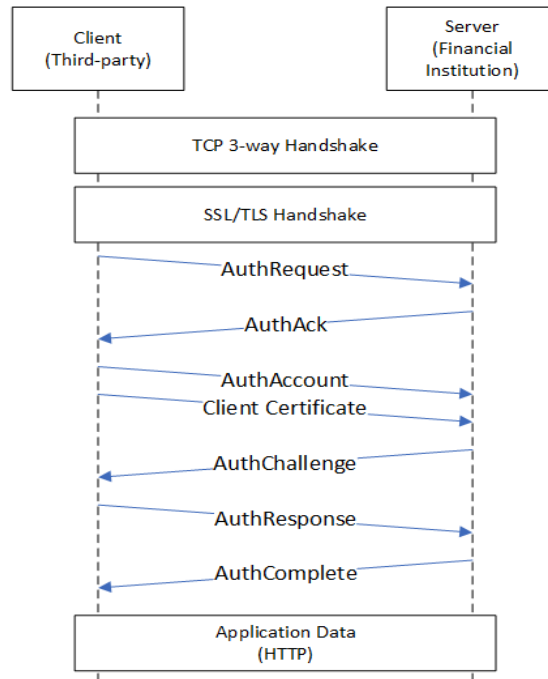 Client
(Third-party)
Server
(Financial
Institution)
TCP 3-way Handshake
SSL/TLS Handshake
AuthRequest
AuthAck
AuthAccount
Client Certificate
AuthChallenge
AuthResponse
AuthComplete
Application Data
(HTTP)